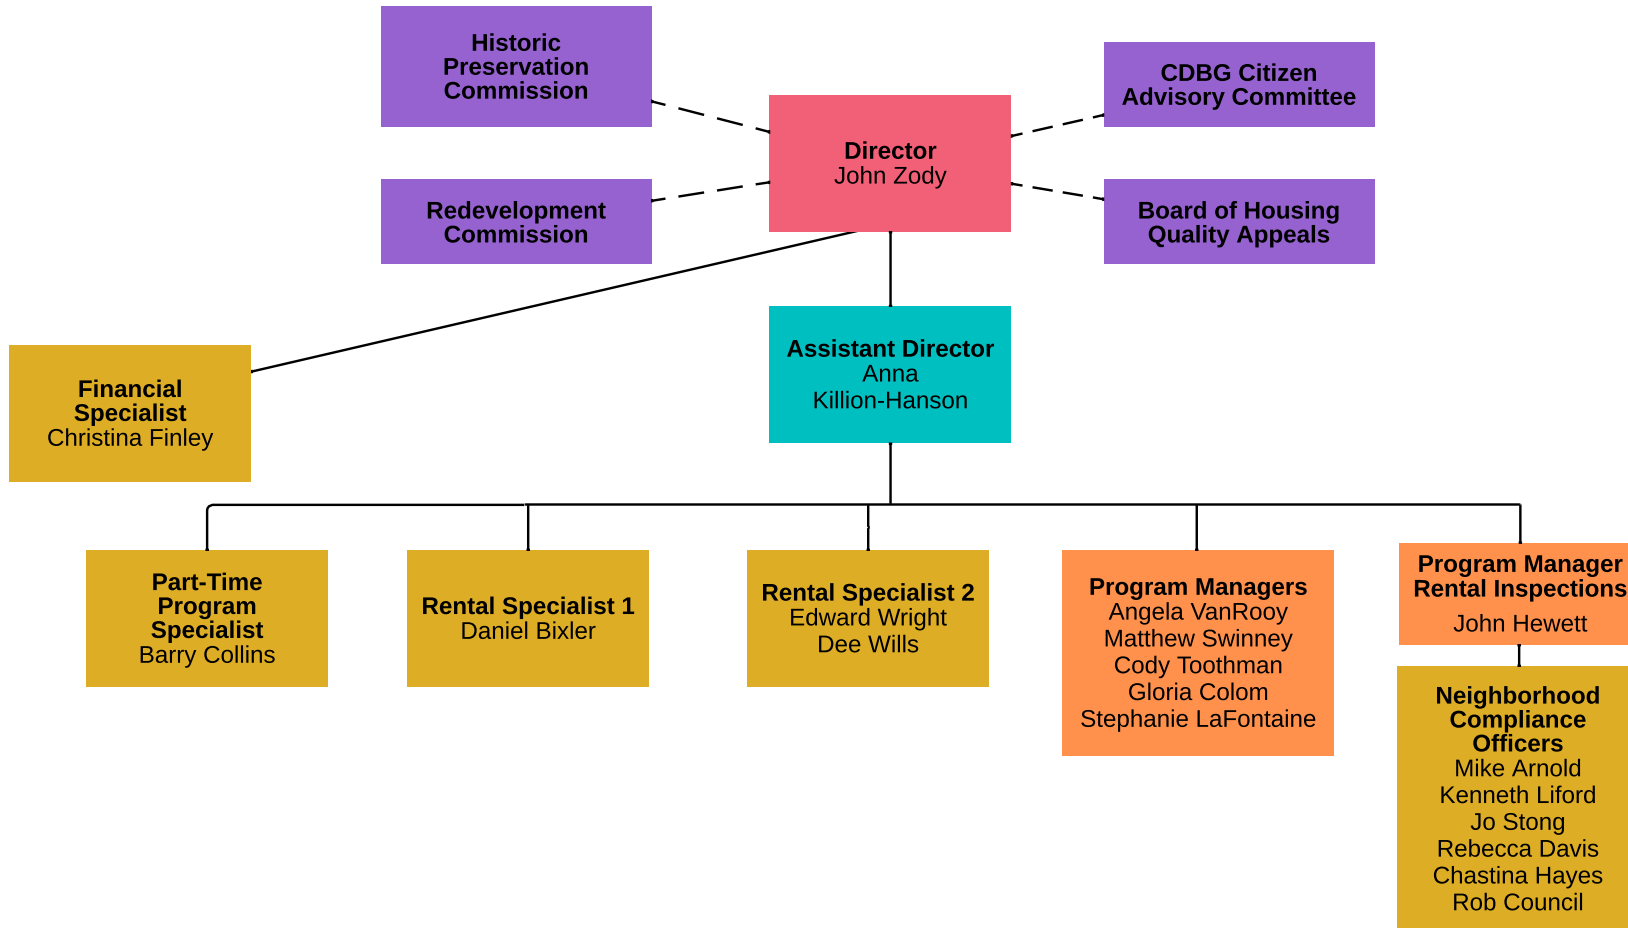 Historic
Preservation
Commission
CDBG Citizen
Advisory Committee
Director
John Zody
Redevelopment
Commission
Board of Housing
Quality Appeals
Assistant Director
Anna
Killion-Hanson
Financial
Specialist
Christina Finley
Part-Time
Program
Specialist
Barry Collins
Rental Specialist 1
Daniel Bixler
Rental Specialist 2
Edward Wright
Dee Wills
Program Managers
Angela VanRooy
Matthew Swinney
Cody Toothman
Gloria Colom
Stephanie LaFontaine
Program Manager
Rental Inspections
John Hewett
Neighborhood
Compliance
Officers
Mike Arnold
Kenneth Liford
Jo Stong
Rebecca Davis
Chastina Hayes
Rob Council